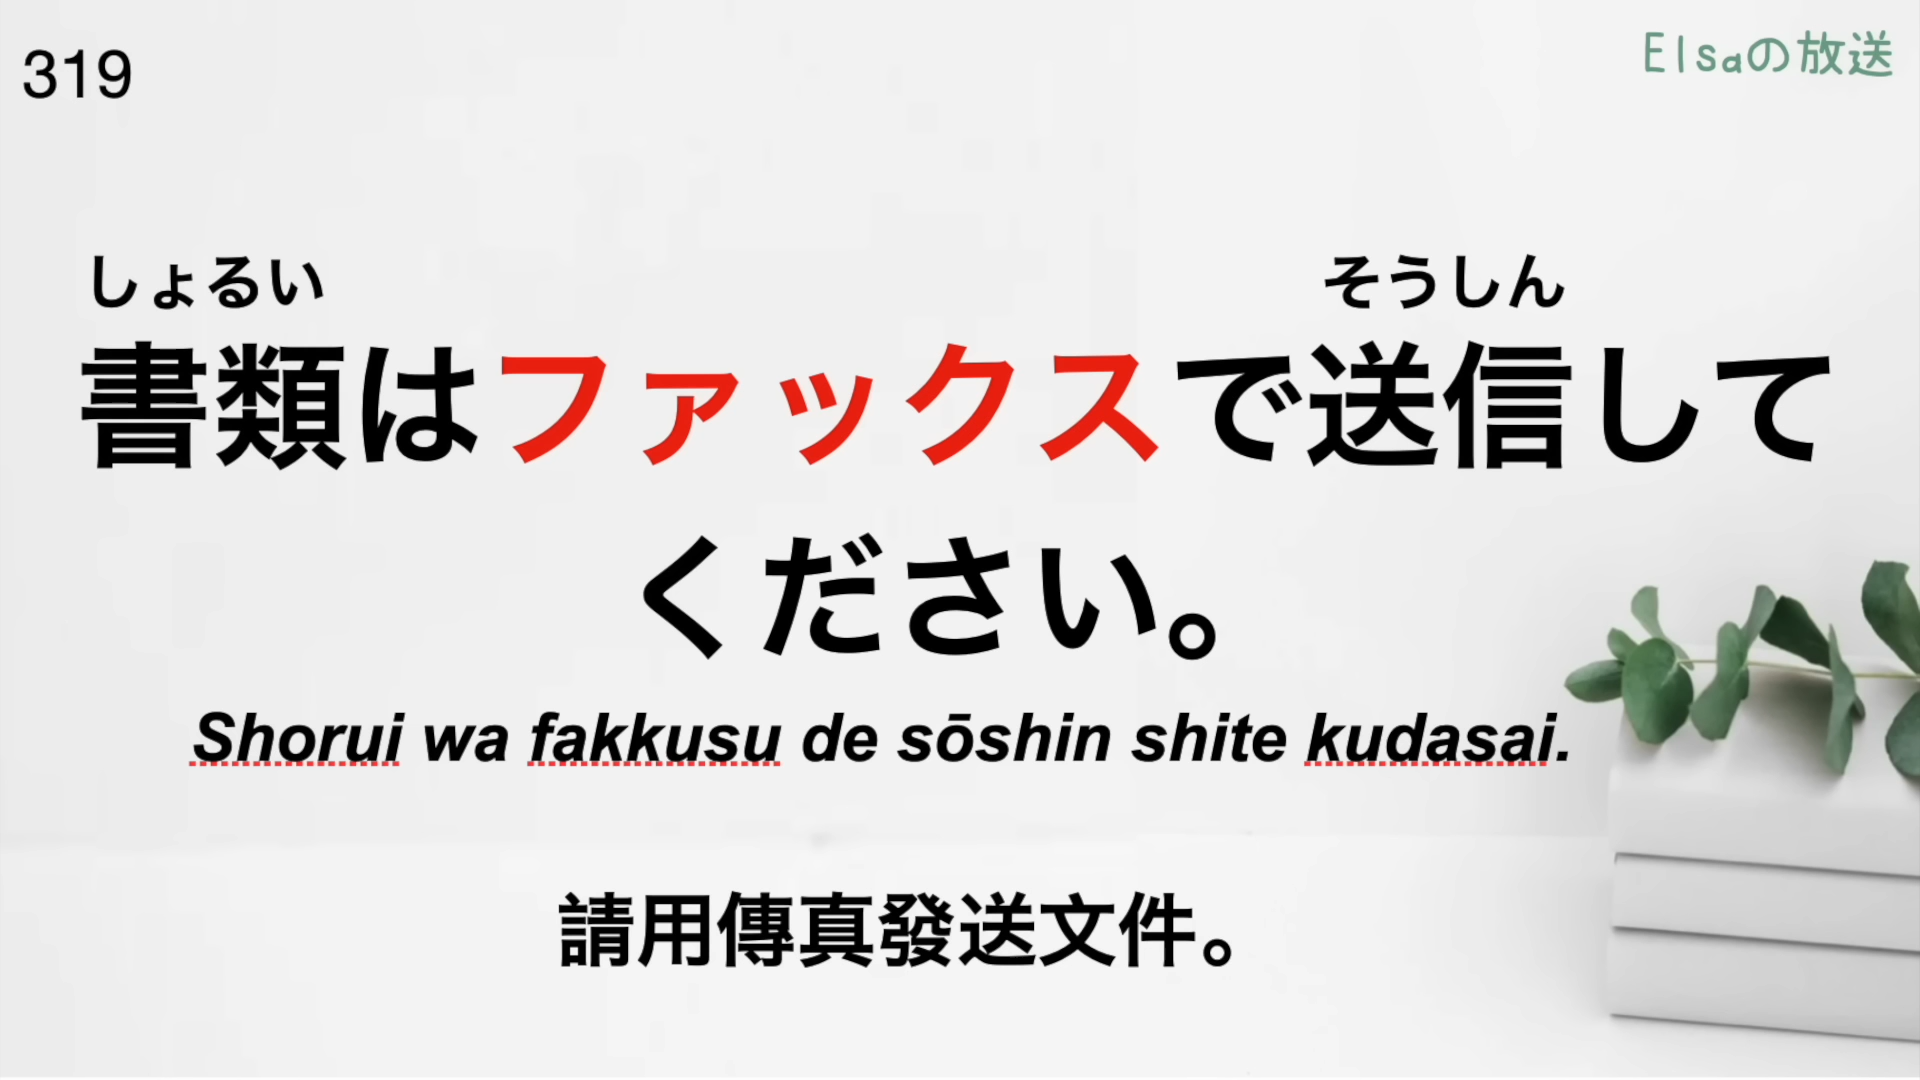 319
Elsaの放送
しょるい そうしん
書類はファックスで送信して
ください。
Shorui wa fakkusu de sōshin shite kudasai.
請用傳真發送文件。